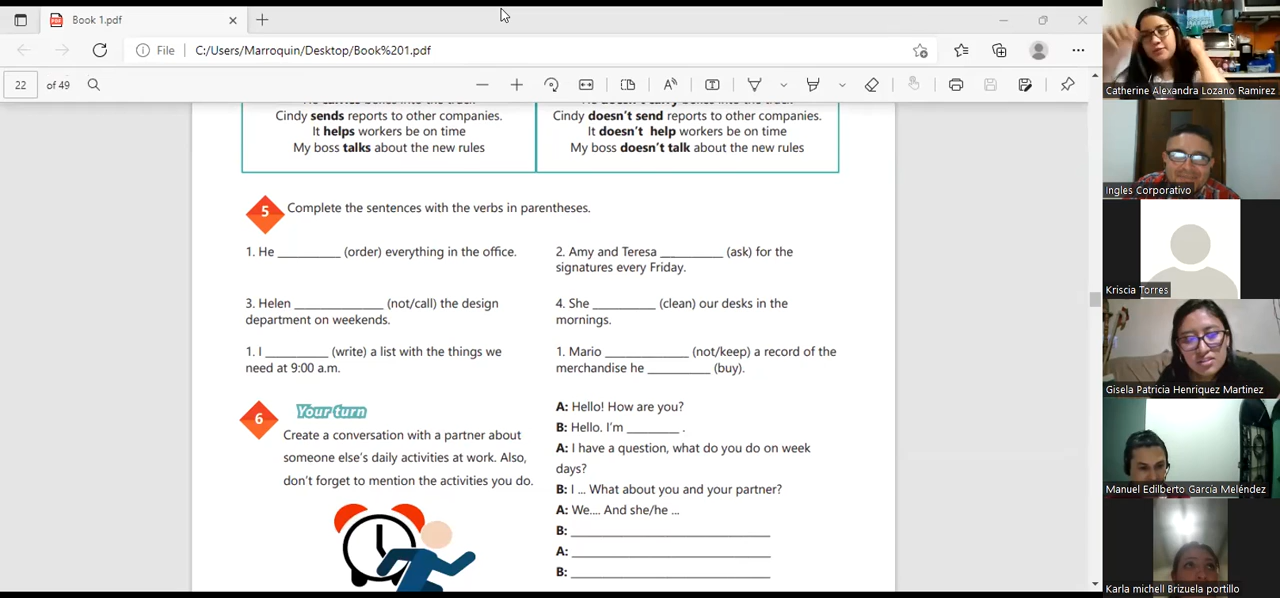 Book 1.pdf
File
C:/Users/Marroquin/Desktop/Book%201.pdf
22 of 49
Cindy sends reports to other companies.
It helps workers be on time
My boss talks about the new rules
Cindy doesn't send reports to other companies.
It doesn't help workers be on time
My boss doesn't talk about the new rules
5 Complete the sentences with the verbs in parentheses.
1. He __________ (order) everything in the office.
2. Amy and Teresa __________ (ask) for the
signatures every Friday.
3. Helen ______________ (not/call) the design
department on weekends.
4. She __________ (clean) our desks in the
mornings.
1. I __________ (write) a list with the things we
need at 9:00 a.m.
1. Mario _____________ (not/keep) a record of the
merchandise he __________ (buy).
6 Your turn
Create a conversation with a partner about
someone else's daily activities at work. Also,
don't forget to mention the activities you do.
A: Hello! How are you?
B: Hello. I'm ________ .
A: I have a question, what do you do on week
days?
B: I ... What about you and your partner?
A: We.... And she/he ...
B: ________________________________
A: ________________________________
B: ________________________________
Catherine Alexandra Lozano Ramirez
Ingles Corporativo
Kriscia Torres
Gisela Patricia Henriquez Martinez
Manuel Edilberto García Meléndez
Karla michell Brizuela portillo